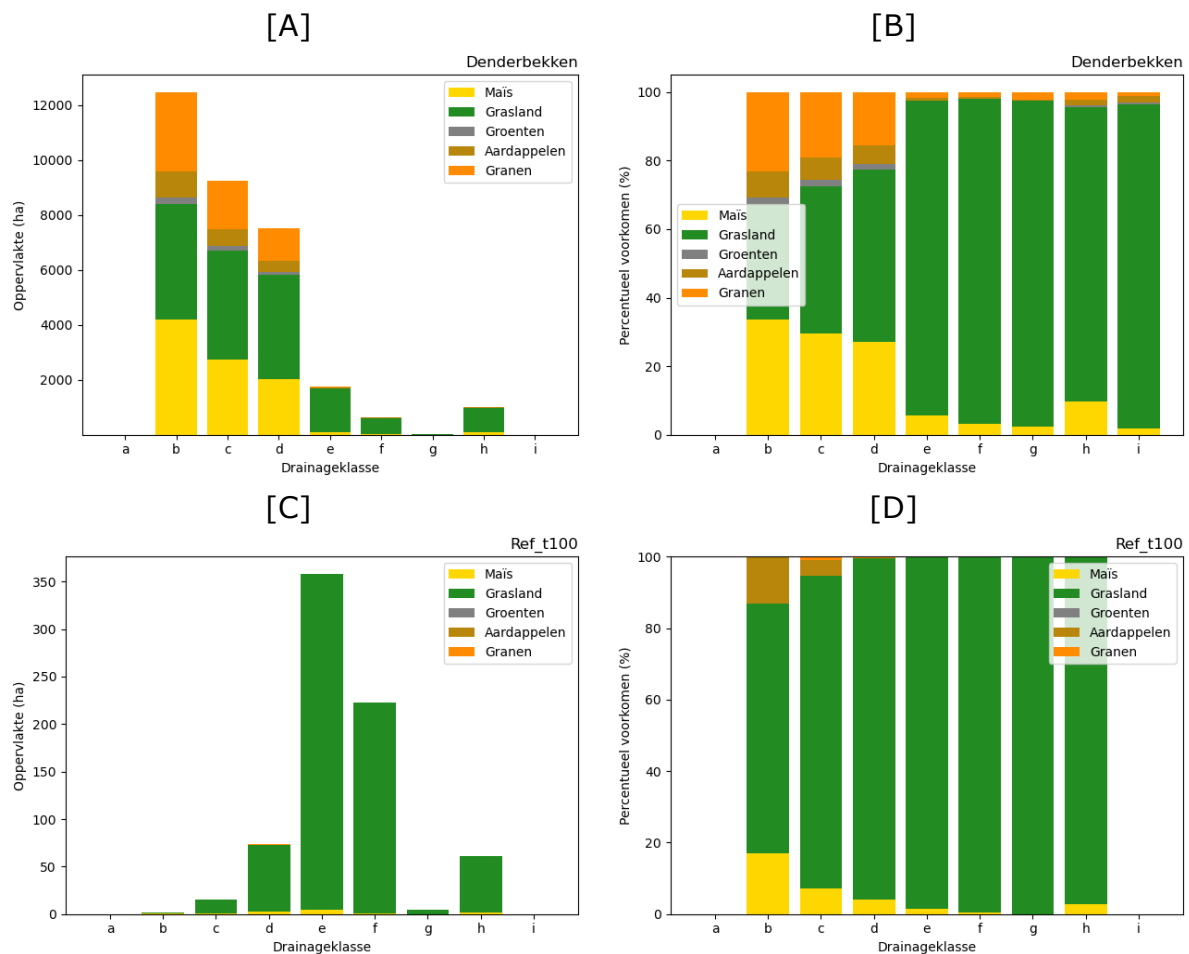 [A]
Denderbekken
Oppervlakte (ha)
12000
10000
8000
6000
4000
2000
Maïs
Grasland
Groenten
Aardappelen
Granen
a b c d e f g h i
Drainageklasse
[B]
Denderbekken
Percentueel voorkomen (%)
100
80
60
40
20
0
Maïs
Grasland
Groenten
Aardappelen
Granen
a b c d e f g h i
Drainageklasse
[C]
Ref_t100
Oppervlakte (ha)
350
300
250
200
150
100
50
0
Maïs
Grasland
Groenten
Aardappelen
Granen
a b c d e f g h i
Drainageklasse
[D]
Ref_t100
Percentueel voorkomen (%)
100
80
60
40
20
0
Maïs
Grasland
Groenten
Aardappelen
Granen
a b c d e f g h i
Drainageklasse